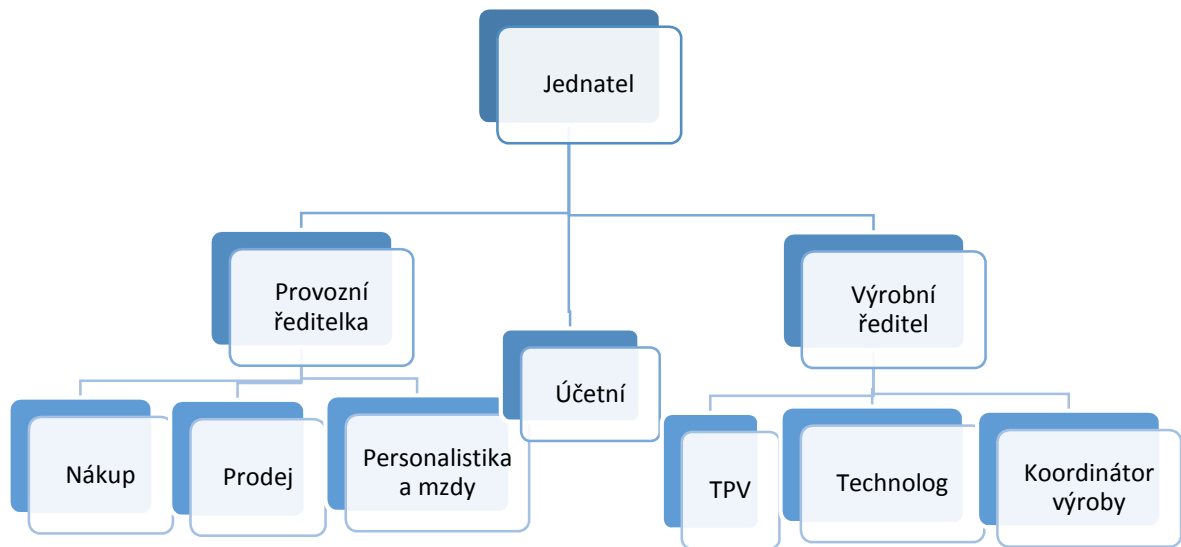 Jednatel
Provozní
ředitelka
Výrobní
ředitel
Účetní
Nákup
Prodej
Personalistika
a mzdy
TPV
Technolog
Koordinátor
výroby